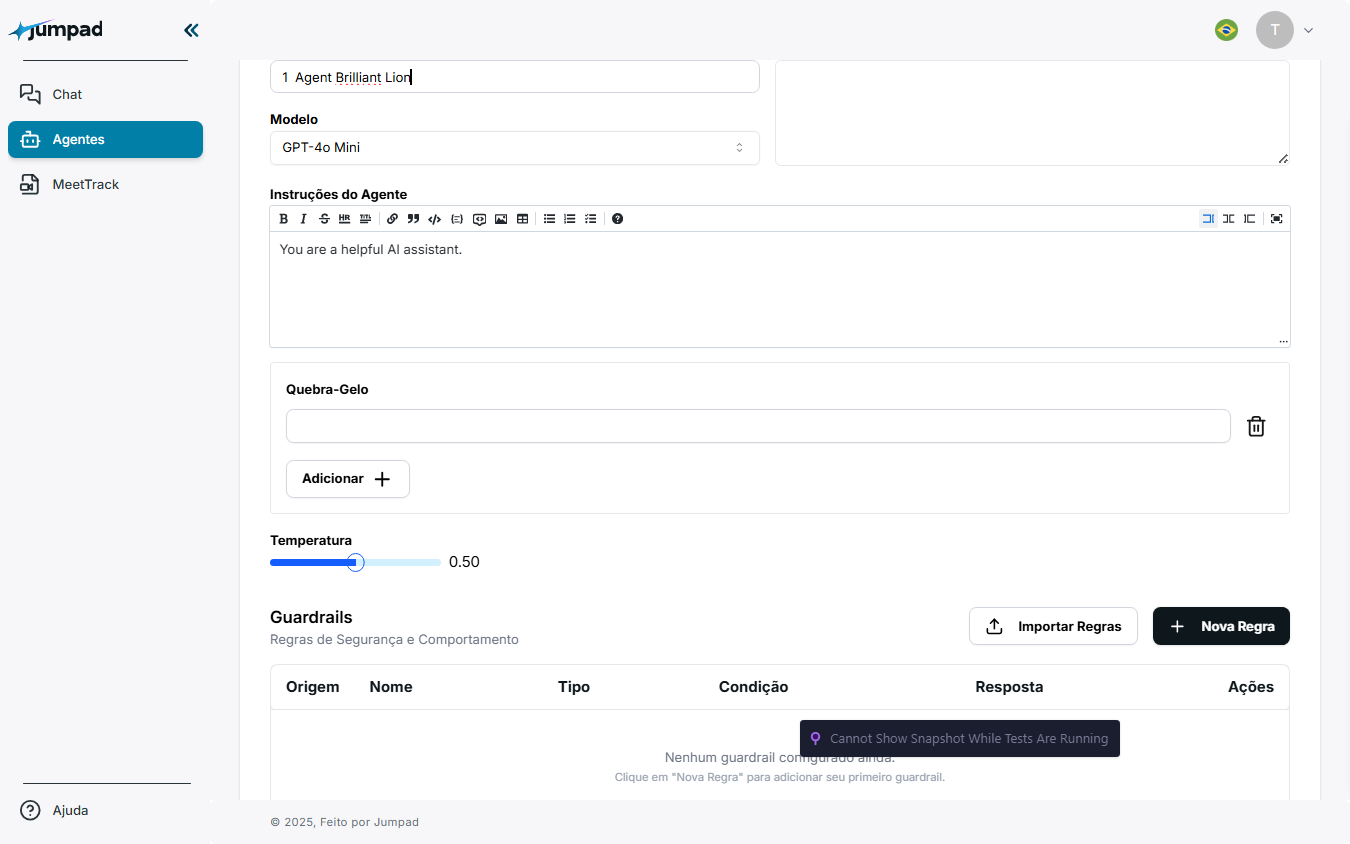 jumpad
T
Chat
Agentes
MeetTrack
1 Agent Brilliant Lion
Modelo
GPT-4o Mini
Instruções do Agente
B I S HR TITL
You are a helpful AI assistant.
Quebra-Gelo
Adicionar
Temperatura
0.50
Guardrails
Regras de Segurança e Comportamento
Importar Regras
Nova Regra
Origem Nome Tipo Condição Resposta Ações
Cannot Show Snapshot While Tests Are Running
Nenhum guardrail configurado ainda.
Clique em "Nova Regra" para adicionar seu primeiro guardrail.
Ajuda
© 2025, Feito por Jumpad